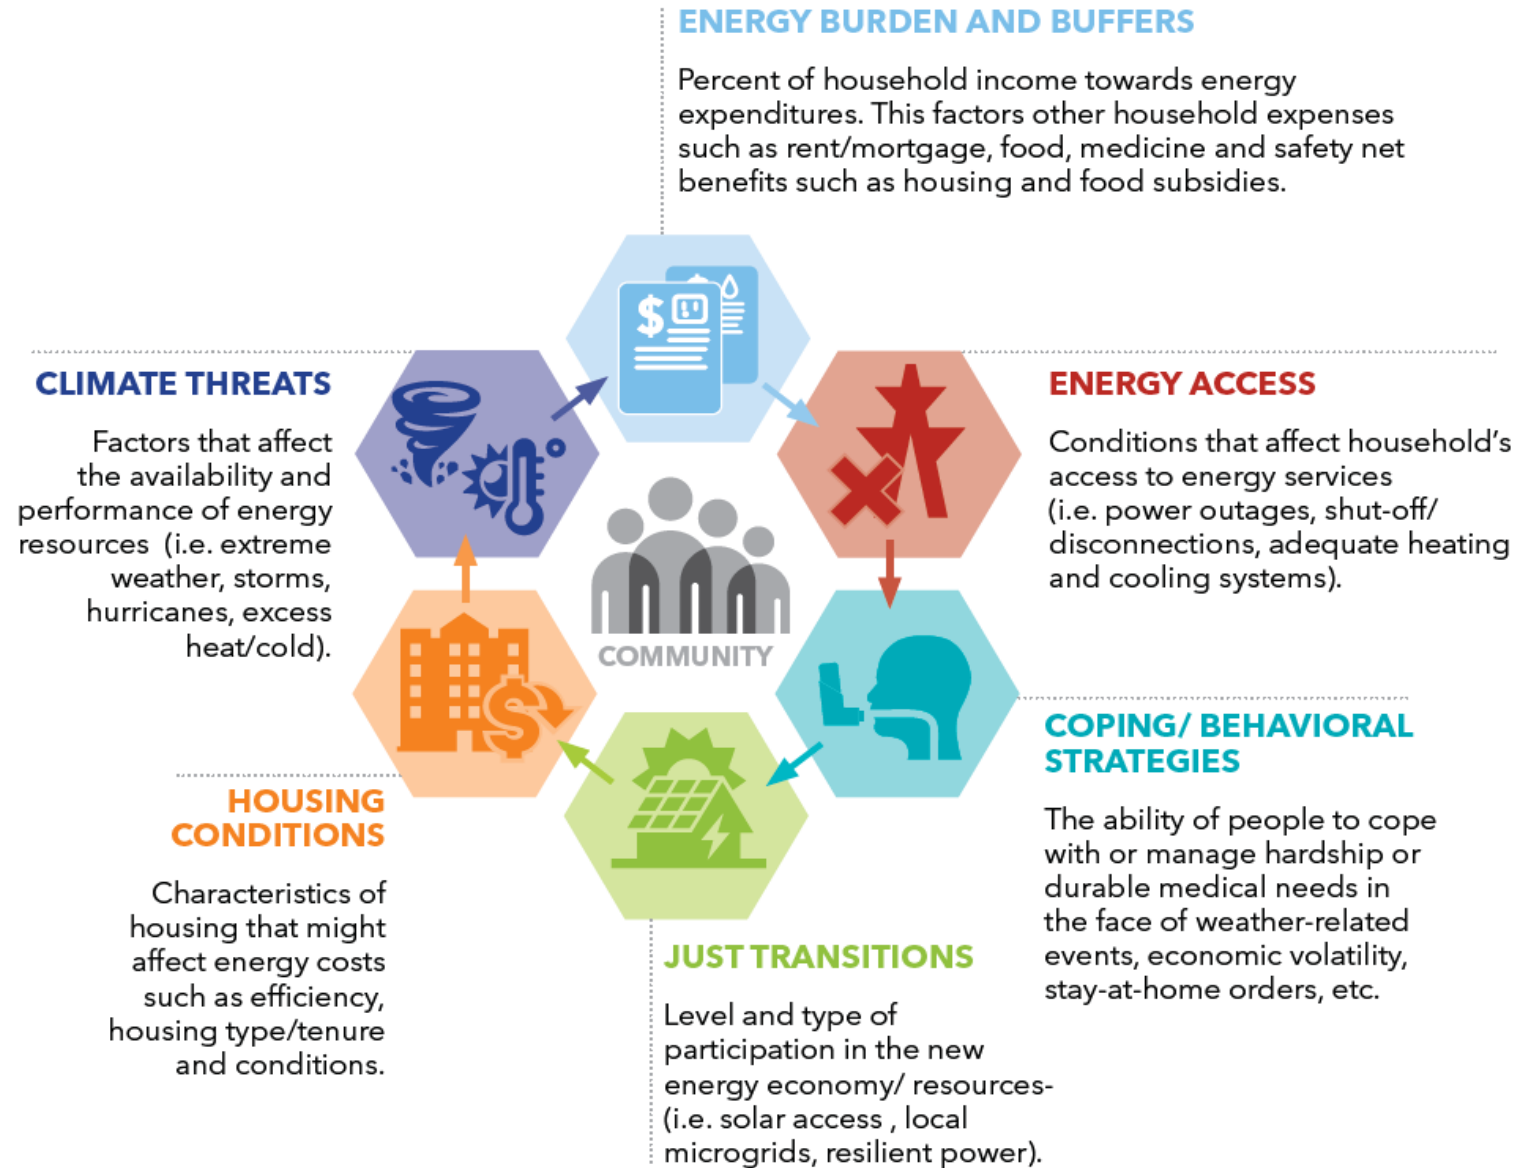 ENERGY BURDEN AND BUFFERS
Percent of household income towards energy
expenditures. This factors other household expenses
such as rent/mortgage, food, medicine and safety net
benefits such as housing and food subsidies.
CLIMATE THREATS
Factors that affect
the availability and
performance of energy
resources (i.e. extreme
weather, storms,
hurricanes, excess
heat/cold).
ENERGY ACCESS
Conditions that affect household's
access to energy services
(i.e. power outages, shut-off/
disconnections, adequate heating
and cooling systems).
$
COMMUNITY
$
COPING/ BEHAVIORAL
STRATEGIES
The ability of people to cope
with or manage hardship or
durable medical needs in
the face of weather-related
events, economic volatility,
stay-at-home orders, etc.
HOUSING
CONDITIONS
Characteristics of
housing that might
affect energy costs
such as efficiency,
housing type/tenure
and conditions.
JUST TRANSITIONS
Level and type of
participation in the new
energy economy/ resources-
(i.e. solar access , local
microgrids, resilient power).